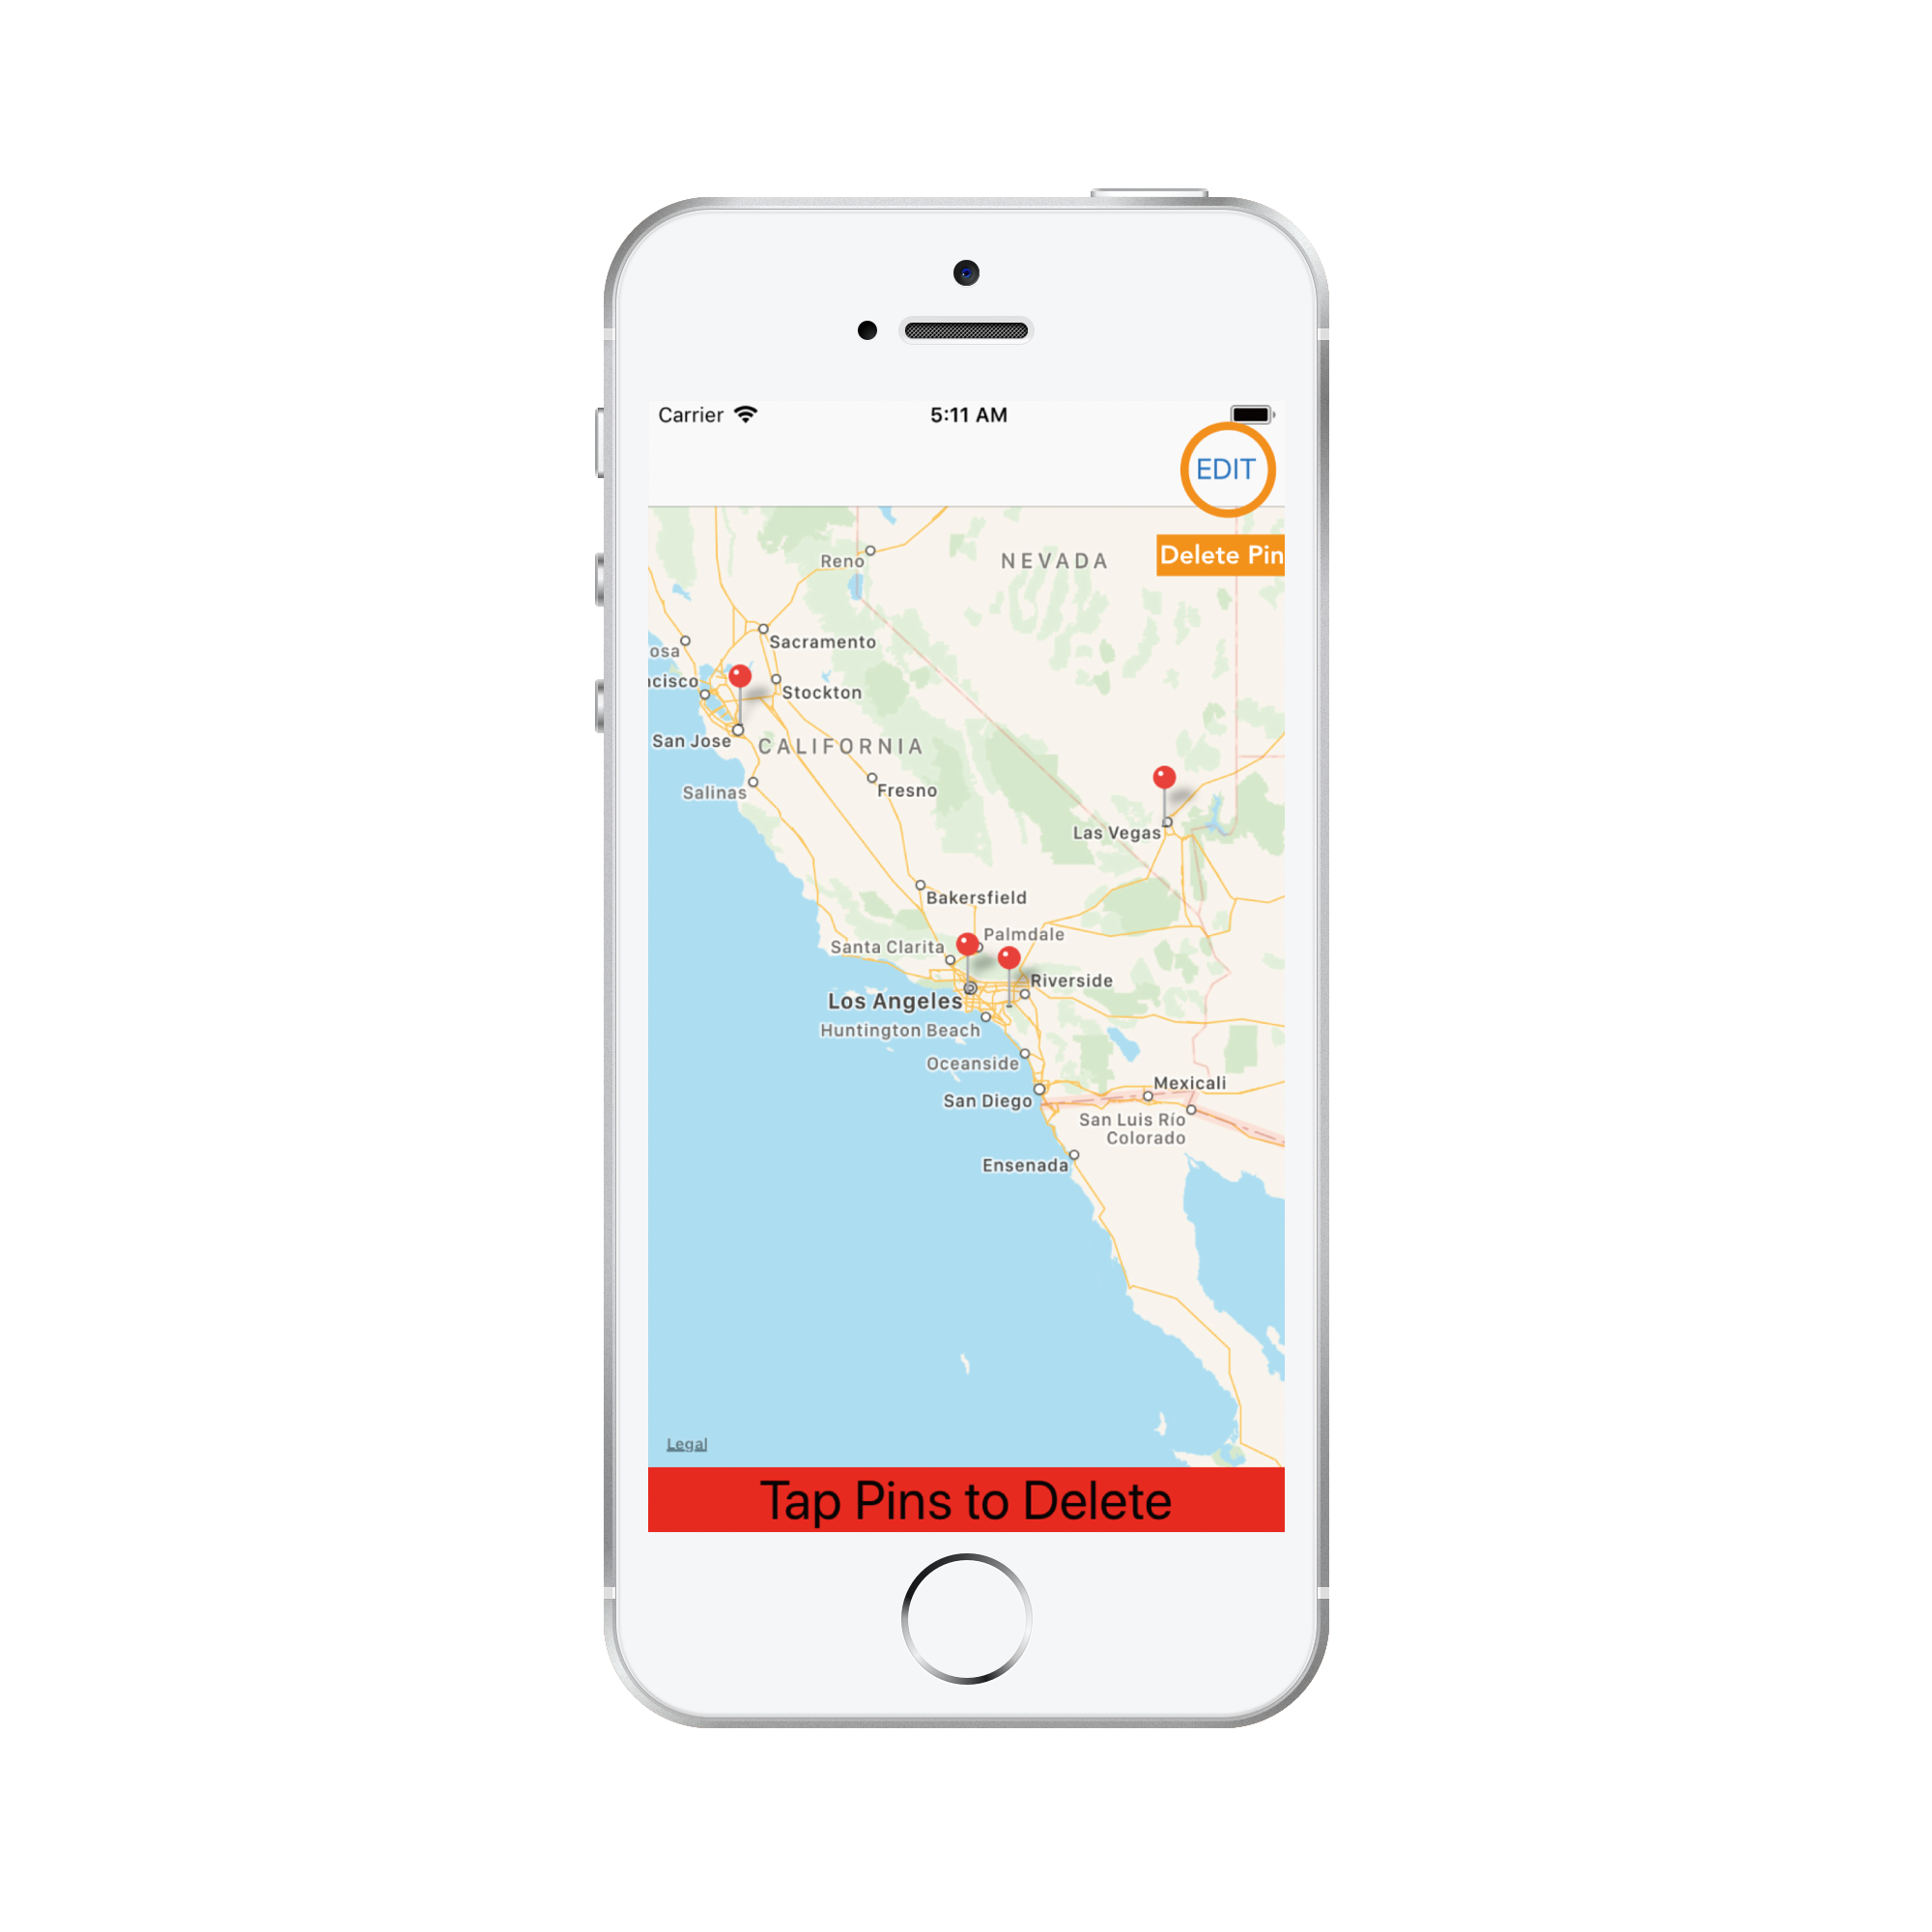 Carrier
5:11 AM
EDIT
Delete Pin
Reno
NEVADA
Sacramento
osa
ncisco
Stockton
San Jose
CALIFORNIA
Salinas
Fresno
Las Vegas
Bakersfield
Palmdale
Santa Clarita
Riverside
Los Angeles
Huntington Beach
Oceanside
San Diego
Mexicali
San Luis Río
Colorado
Ensenada
Legal
Tap Pins to Delete